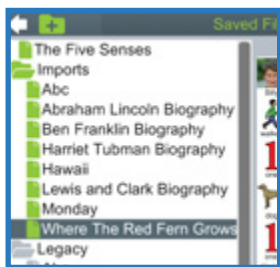 Saved Fi
The Five Senses
Imports
Abc
Abraham Lincoln Biography
Ben Franklin Biography
Harriet Tubman Biography
Hawaii
Lewis and Clark Biography
Monday
Where The Red Fern Grows
Legacy